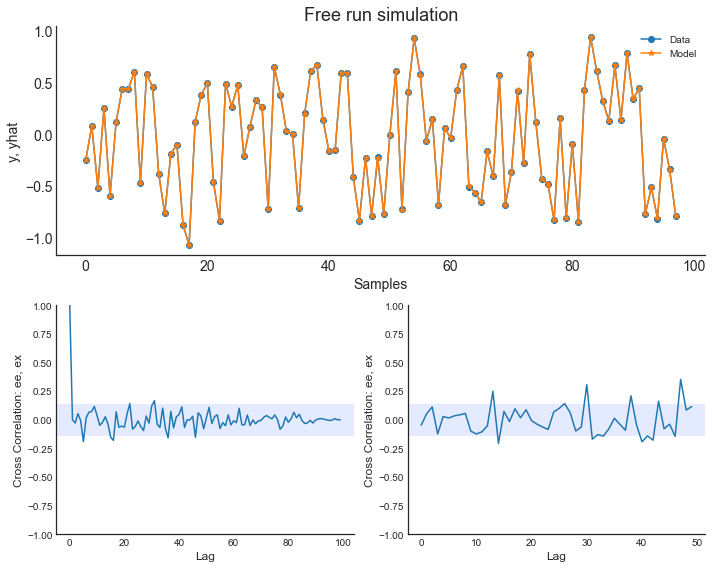 Free run simulation
Data
Model
y, yhat
1.0
0.5
0.0
−0.5
−1.0
0 20 40 60 80 100
Samples
Cross Correlation: ee, ex
1.00
0.75
0.50
0.25
0.00
−0.25
−0.50
−0.75
−1.00
0 20 40 60 80 100
Lag
Cross Correlation: ee, ex
1.00
0.75
0.50
0.25
0.00
−0.25
−0.50
−0.75
−1.00
0 10 20 30 40 50
Lag